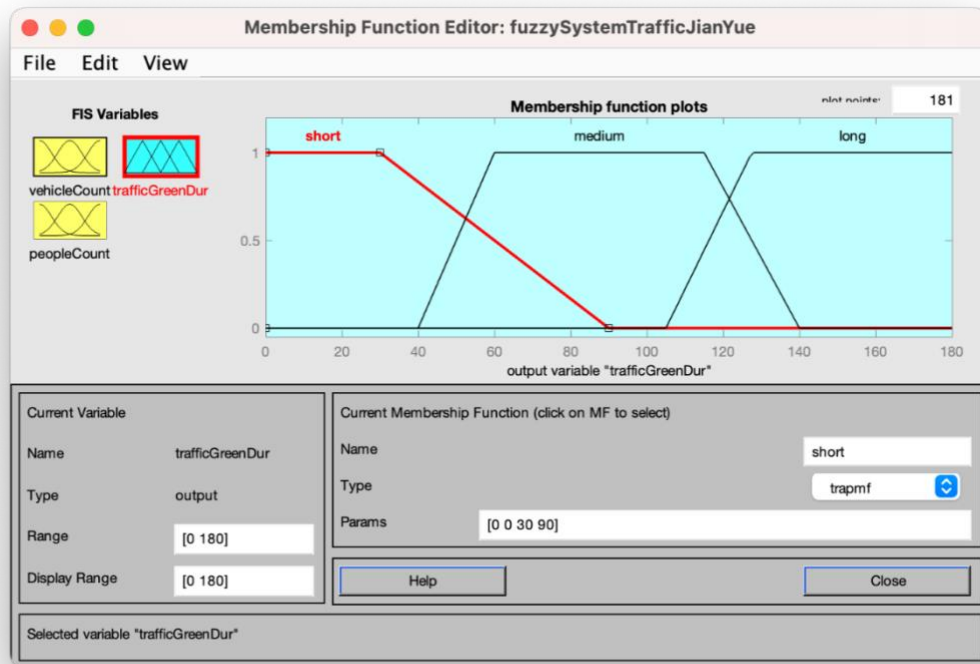 Membership Function Editor: fuzzySystemTrafficJianYue
File Edit View
FIS Variables
vehicleCount trafficGreenDur
peopleCount
Membership function plots
plot points: 181
short medium long
1
0.5
0
0 20 40 60 80 100 120 140 160 180
output variable "trafficGreenDur"
Current Variable
Name trafficGreenDur
Type output
Range [0 180]
Display Range [0 180]
Current Membership Function (click on MF to select)
Name short
Type trapmf
Params [0 0 30 90]
Help Close
Selected variable "trafficGreenDur"